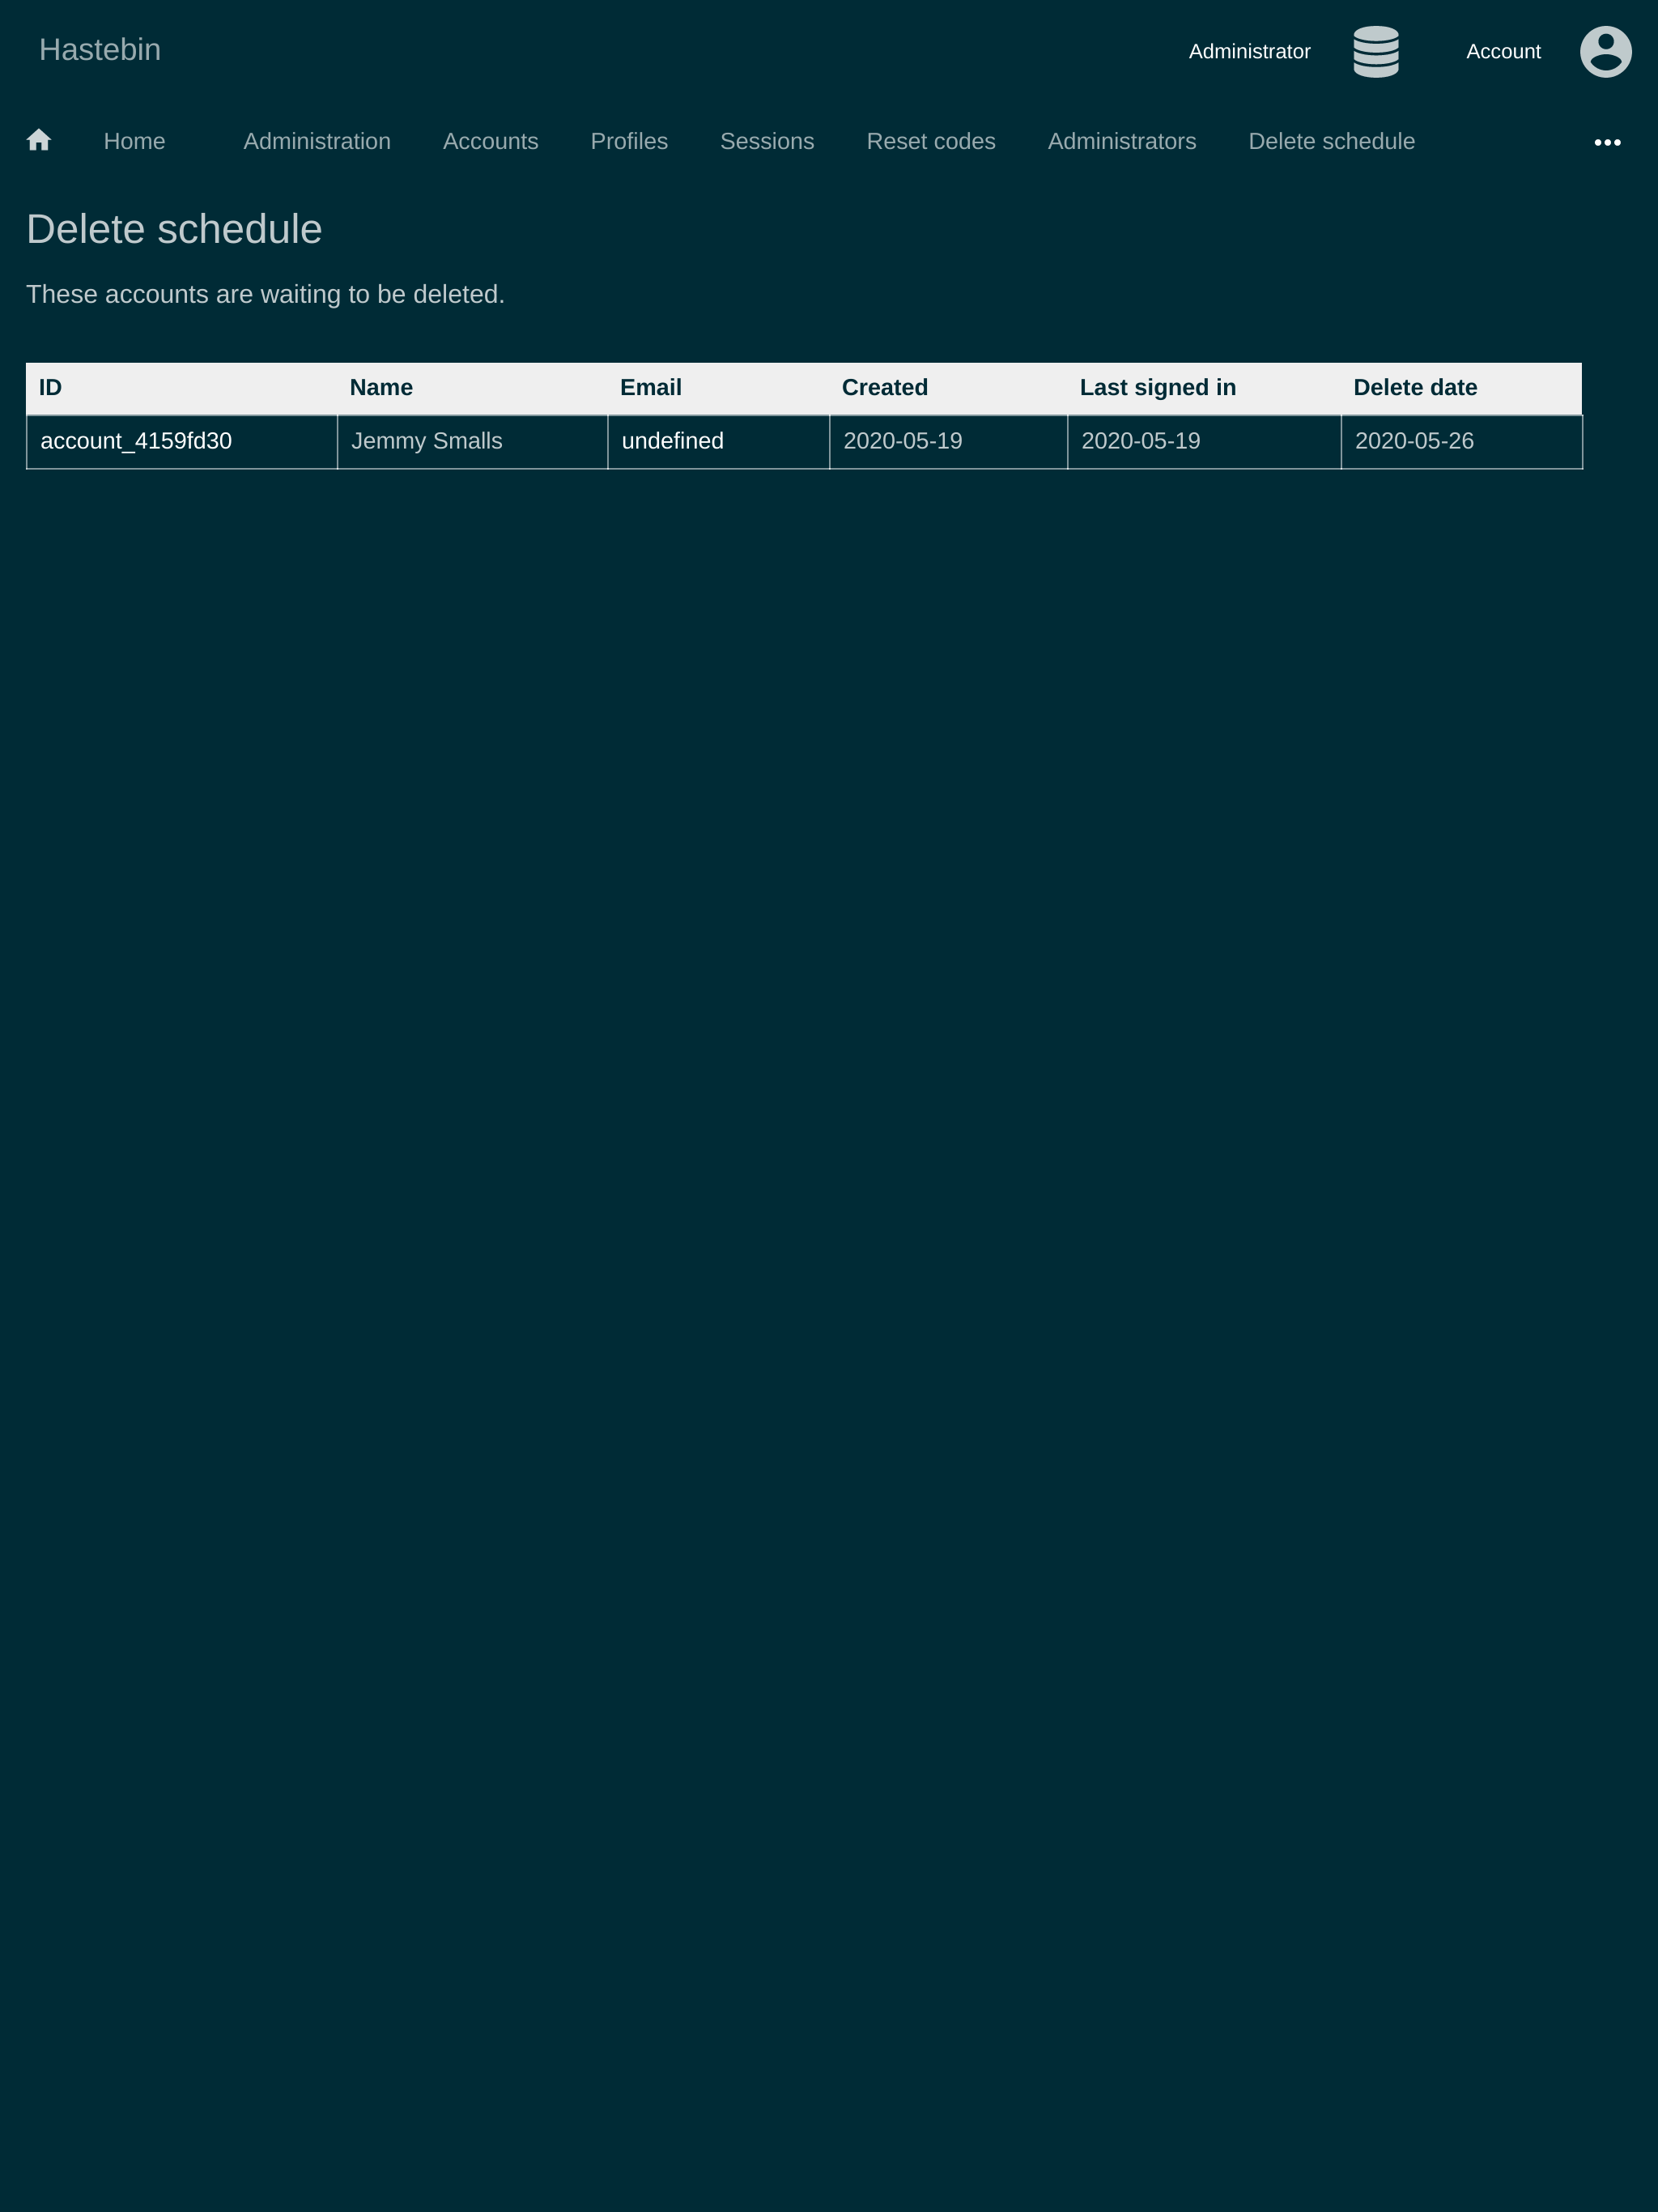 Hastebin Administrator Account
Home Administration Accounts Profiles Sessions Reset codes Administrators Delete schedule •••
Delete schedule
These accounts are waiting to be deleted.
ID Name Email Created Last signed in Delete date
account_4159fd30 Jemmy Smalls undefined 2020-05-19 2020-05-19 2020-05-26